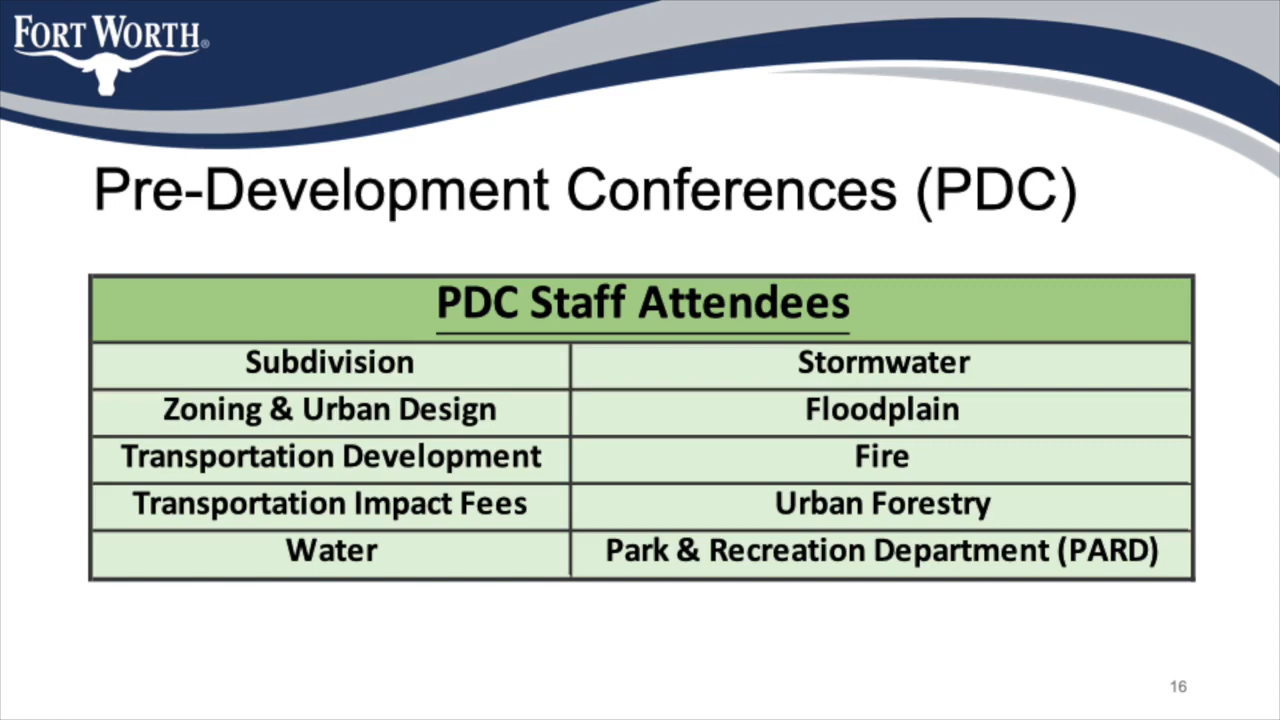 FORT WORTH®
Pre-Development Conferences (PDC)
PDC Staff Attendees
Subdivision Stormwater
Zoning & Urban Design Floodplain
Transportation Development Fire
Transportation Impact Fees Urban Forestry
Water Park & Recreation Department (PARD)
16